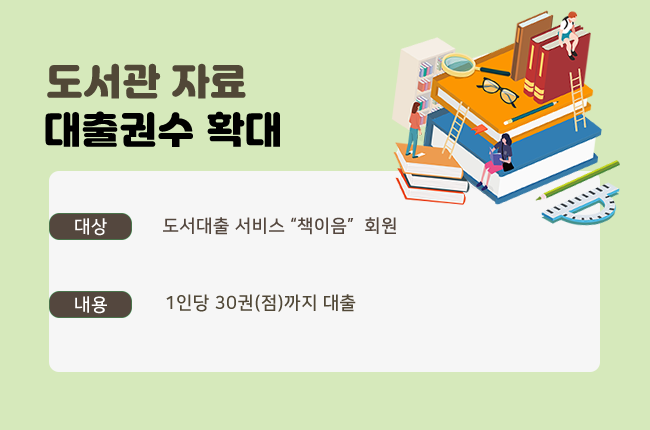 도서관 자료
대출권수 확대
대상 도서대출 서비스 “책이음” 회원
내용 1인당 30권(점)까지 대출